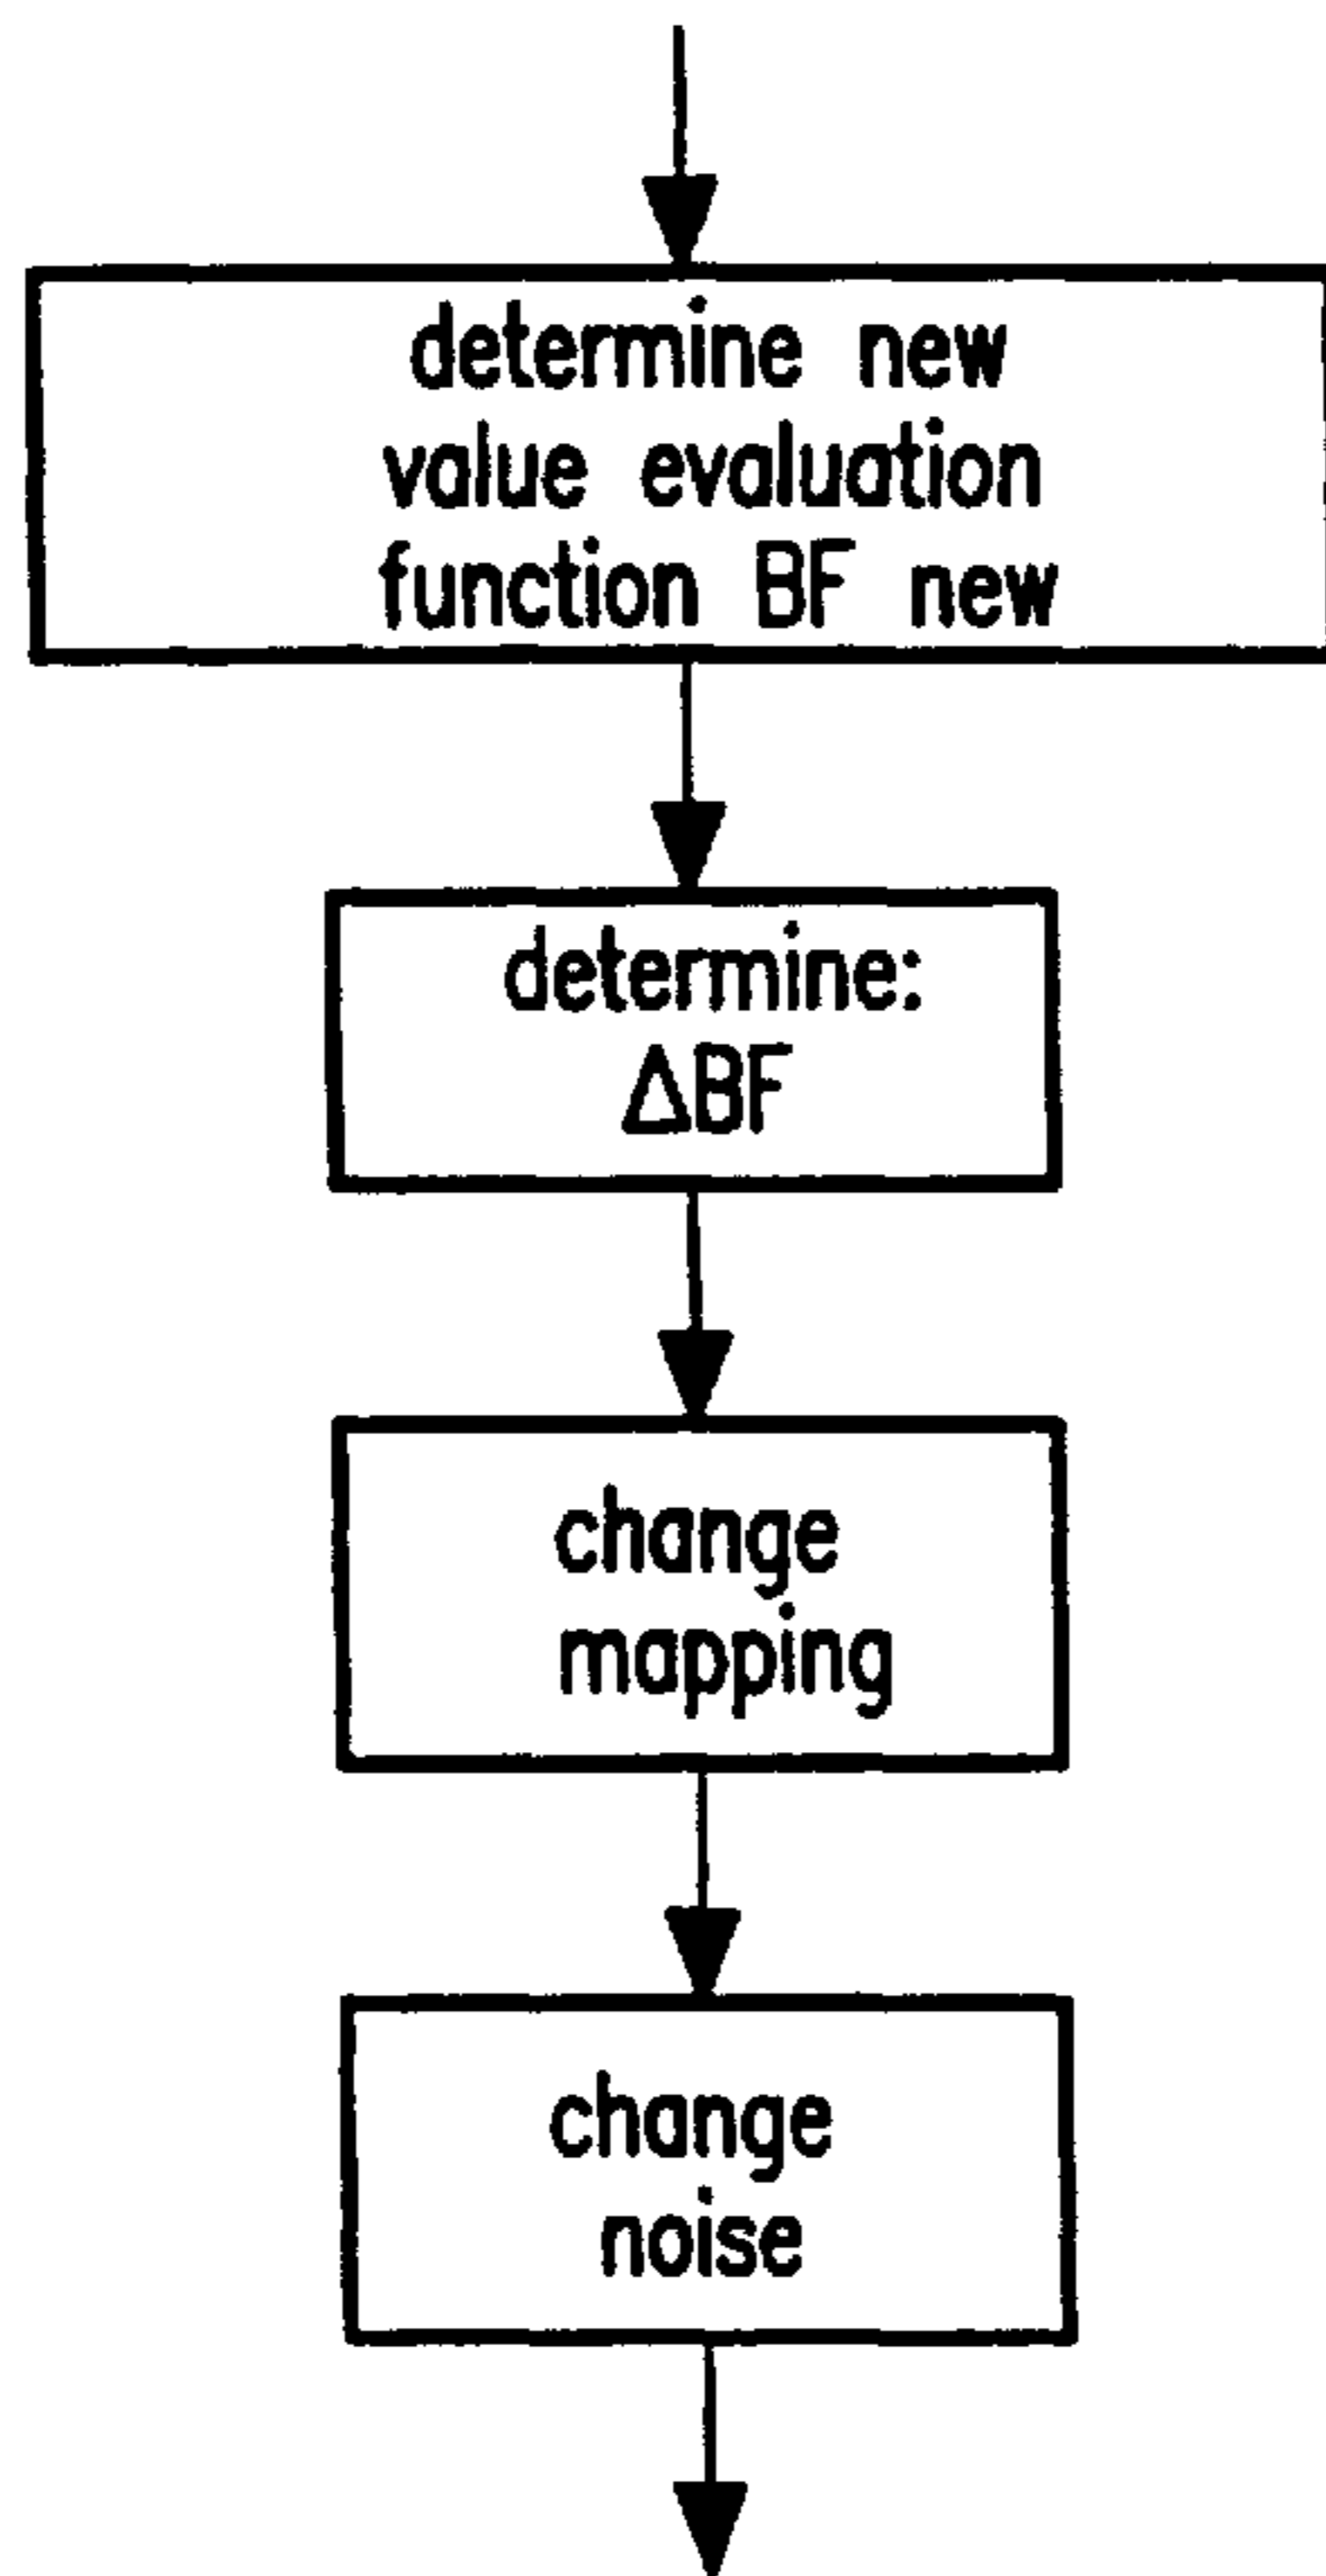 determine new
value evaluation
function BF new
determine:
ΔBF
change
mapping
change
noise